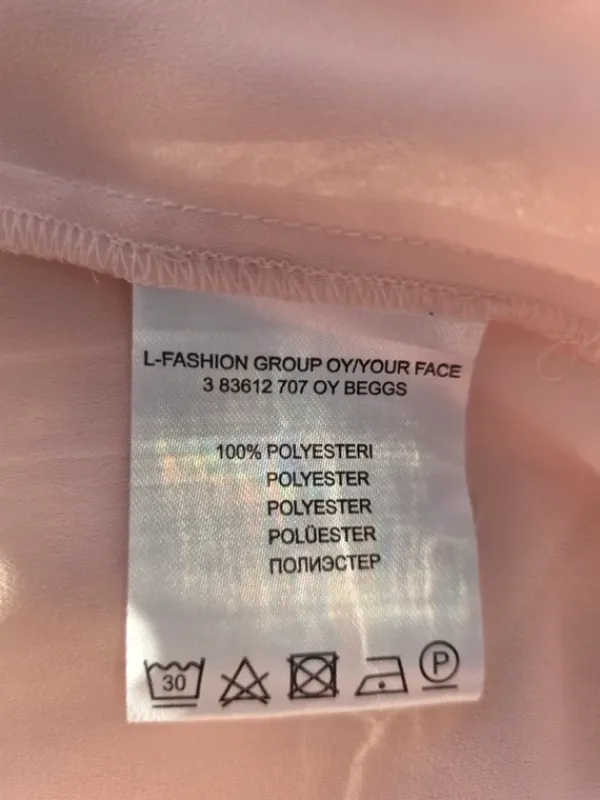 L-FASHION GROUP OY/YOUR FACE
3 83612 707 OY BEGGS
100% POLYESTERI
POLYESTER
POLYESTER
POLÜESTER
ПОЛИЭСТЕР
30 P